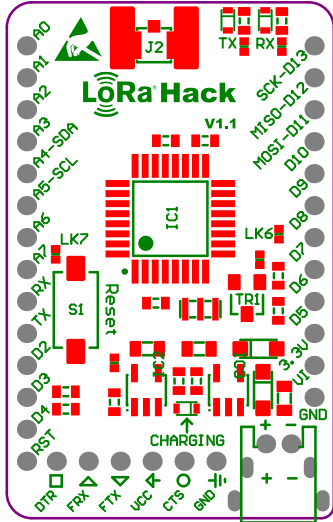 J2
TX RX
LoRa Hack
V1.1
A0
A1
A2
A3
A4-SDA
A5-SCL
A6
A7
RX
TX
D2
D3
D4
RST
SCK-D13
MISO-D12
MOSI-D11
D10
D9
D8
D7
D6
D5
3.3V
VI
GND
IC1
LK7
LK6
S1
Reset
TR1
CHARGING
+ -
+ -
DTR FRX FTX VCC CTS GND